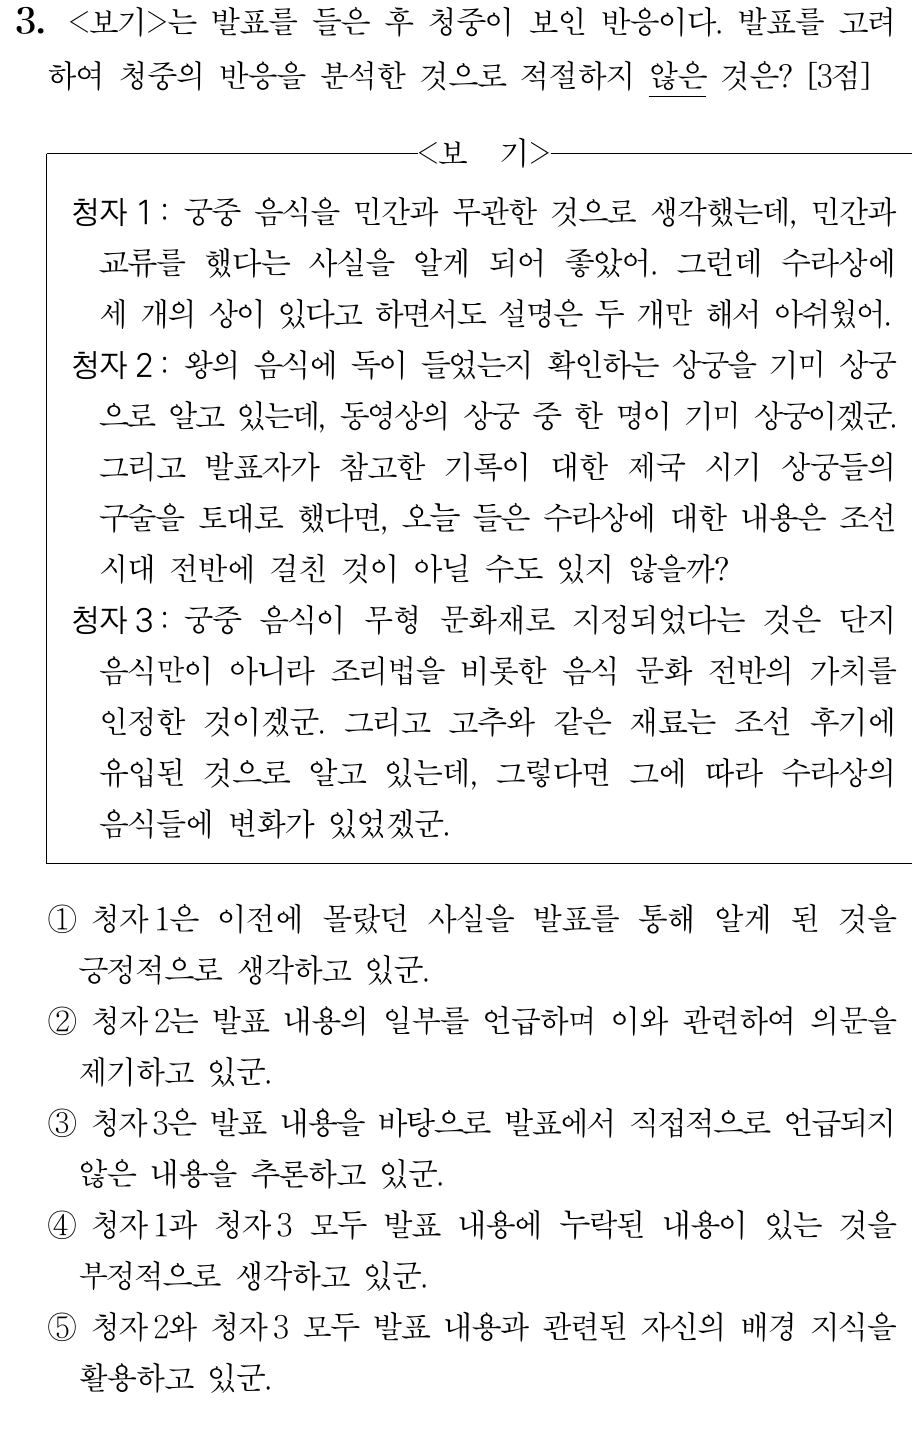 3. <보기>는 발표를 들은 후 청중이 보인 반응이다. 발표를 고려
하여 청중의 반응을 분석한 것으로 적절하지 않은 것은? [3점]
<보 기>
청자 1 : 궁중 음식을 민간과 무관한 것으로 생각했는데, 민간과
교류를 했다는 사실을 알게 되어 좋았어. 그런데 수라상에
세 개의 상이 있다고 하면서도 설명은 두 개만 해서 아쉬웠어.
청자 2 : 왕의 음식에 독이 들었는지 확인하는 상궁을 기미 상궁
으로 알고 있는데, 동영상의 상궁 중 한 명이 기미 상궁이겠군.
그리고 발표자가 참고한 기록이 대한 제국 시기 상궁들의
구술을 토대로 했다면, 오늘 들은 수라상에 대한 내용은 조선
시대 전반에 걸친 것이 아닐 수도 있지 않을까?
청자 3 : 궁중 음식이 무형 문화재로 지정되었다는 것은 단지
음식만이 아니라 조리법을 비롯한 음식 문화 전반의 가치를
인정한 것이겠군. 그리고 고추와 같은 재료는 조선 후기에
유입된 것으로 알고 있는데, 그렇다면 그에 따라 수라상의
음식들에 변화가 있었겠군.
① 청자 1은 이전에 몰랐던 사실을 발표를 통해 알게 된 것을
긍정적으로 생각하고 있군.
② 청자 2는 발표 내용의 일부를 언급하며 이와 관련하여 의문을
제기하고 있군.
③ 청자 3은 발표 내용을 바탕으로 발표에서 직접적으로 언급되지
않은 내용을 추론하고 있군.
④ 청자 1과 청자 3 모두 발표 내용에 누락된 내용이 있는 것을
부정적으로 생각하고 있군.
⑤ 청자 2와 청자 3 모두 발표 내용과 관련된 자신의 배경 지식을
활용하고 있군.